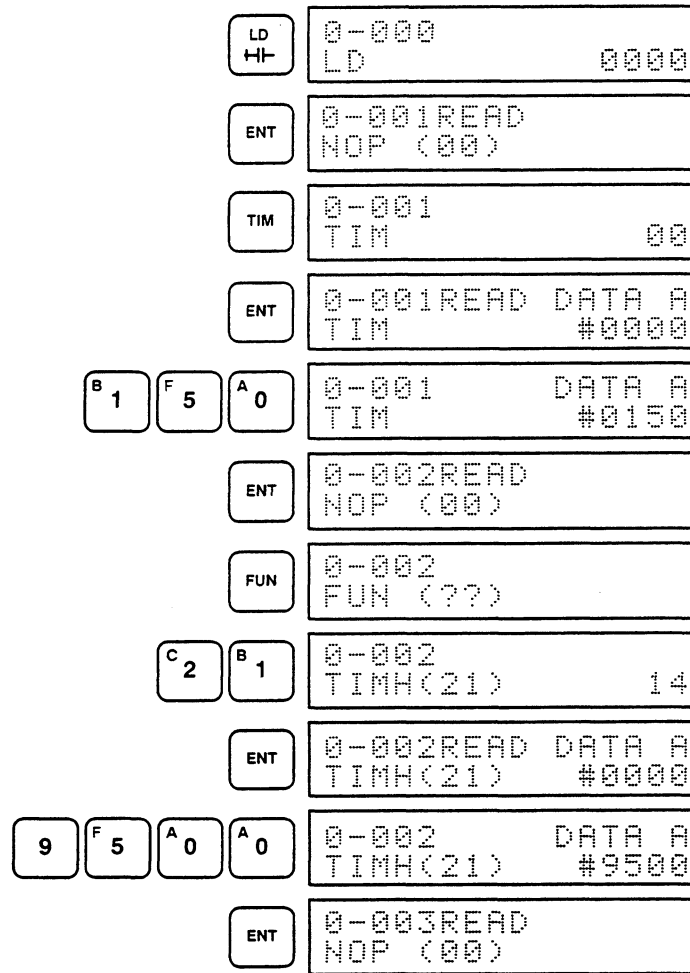 LD
0-000
LD 0000
ENT
0-001READ
NOP (00)
TIM
0-001
TIM 00
ENT
0-001READ DATA A
TIM #0000
B 1 F 5 A 0
0-001 DATA A
TIM #0150
ENT
0-002READ
NOP (00)
FUN
0-002
FUN (??)
C 2 B 1
0-002
TIMH(21) 14
ENT
0-002READ DATA A
TIMH(21) #0000
9 F 5 A 0 A 0
0-002 DATA A
TIMH(21) #9500
ENT
0-003READ
NOP (00)